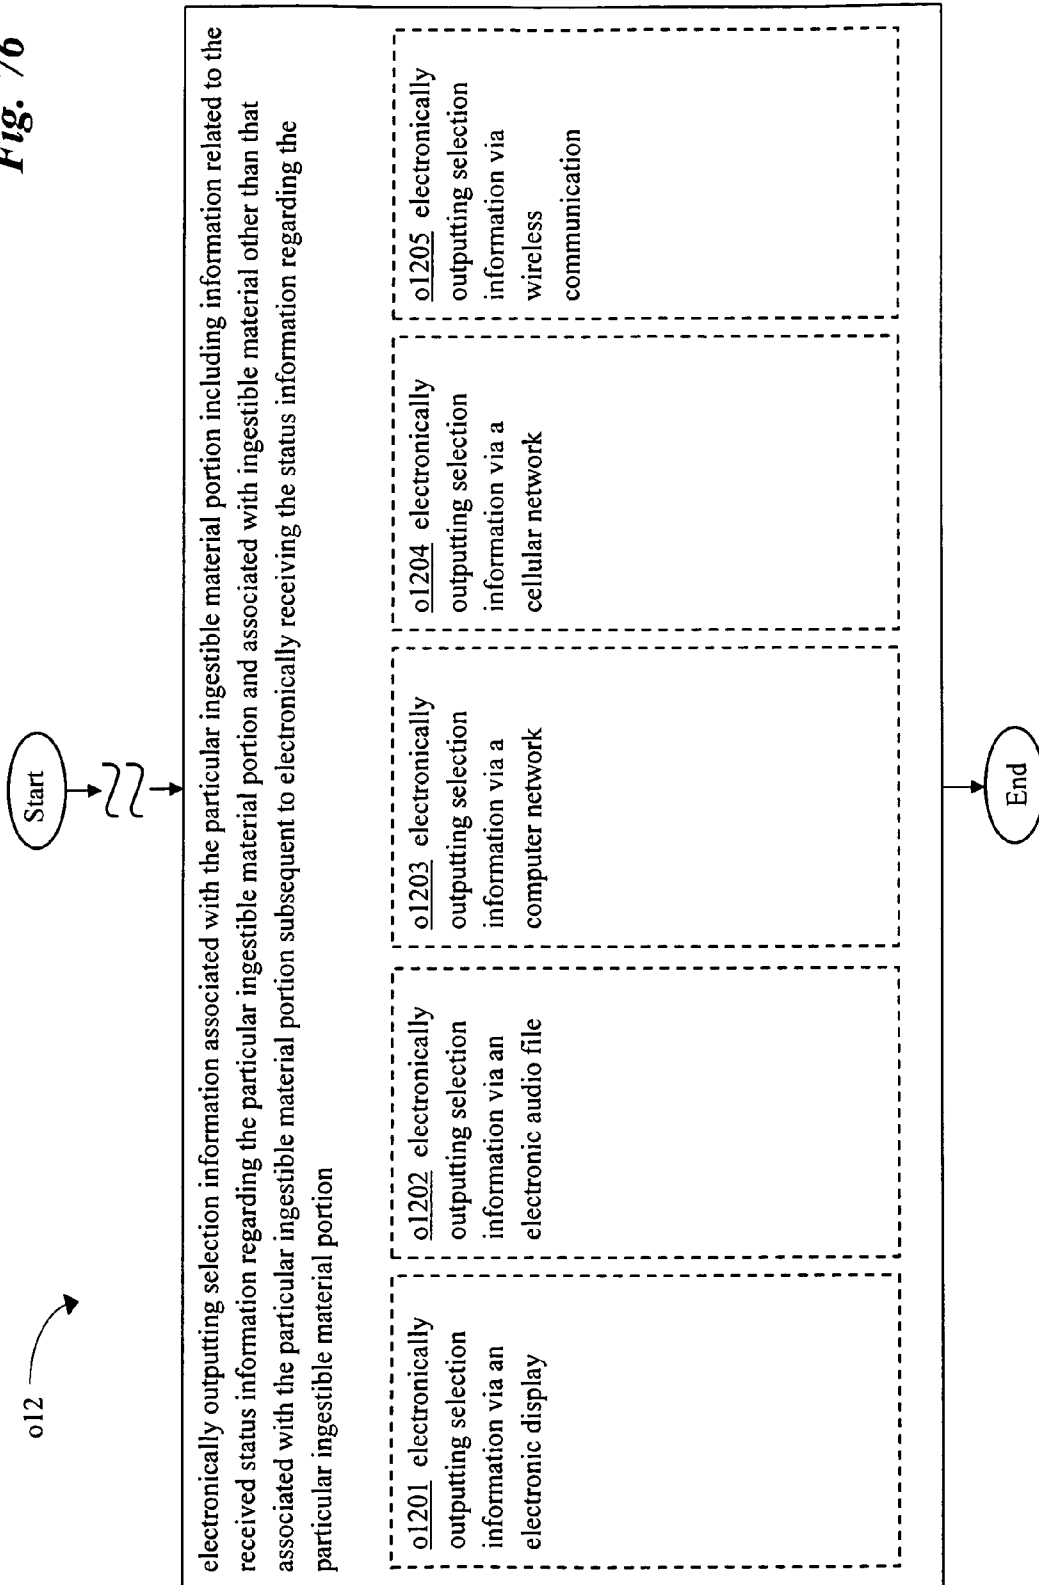 Fig. 76
o12
Start
electronically outputting selection information associated with the particular ingestible material portion including information related to the
received status information regarding the particular ingestible material portion and associated with ingestible material other than that
associated with the particular ingestible material portion subsequent to electronically receiving the status information regarding the
particular ingestible material portion
o1201 electronically
outputting selection
information via an
electronic display
o1202 electronically
outputting selection
information via an
electronic audio file
o1203 electronically
outputting selection
information via a
computer network
o1204 electronically
outputting selection
information via a
cellular network
o1205 electronically
outputting selection
information via
wireless
communication
End